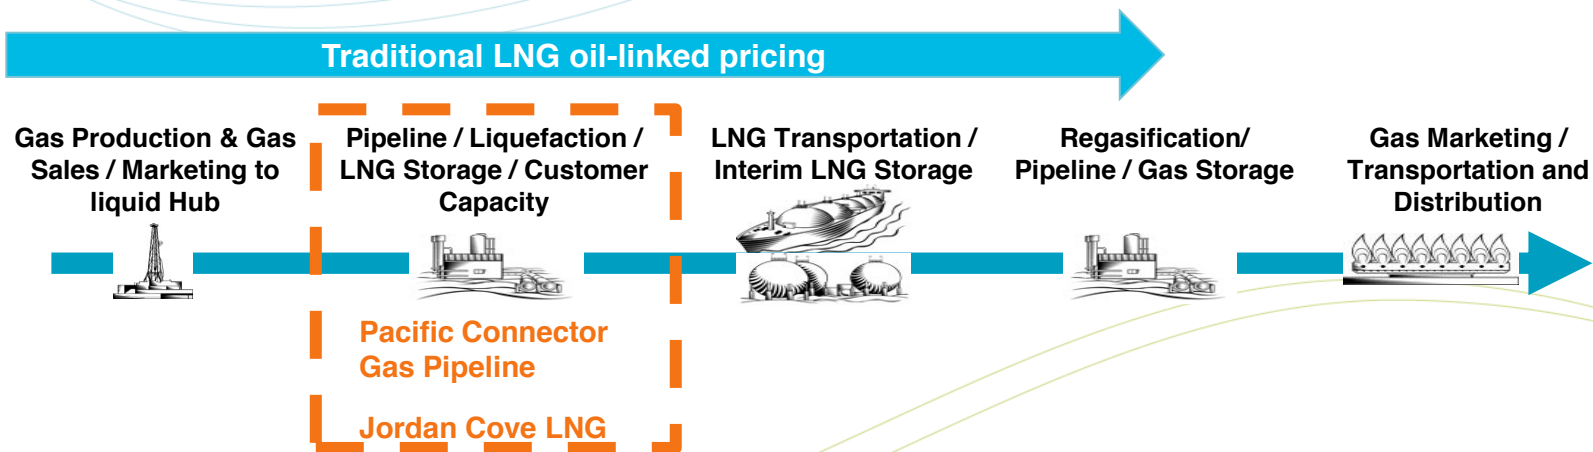 Traditional LNG oil-linked pricing
Gas Production & Gas
Sales / Marketing to
liquid Hub
Pipeline / Liquefaction /
LNG Storage / Customer
Capacity
LNG Transportation /
Interim LNG Storage
Regasification/
Pipeline / Gas Storage
Gas Marketing /
Transportation and
Distribution
Pacific Connector
Gas Pipeline
Jordan Cove LNG